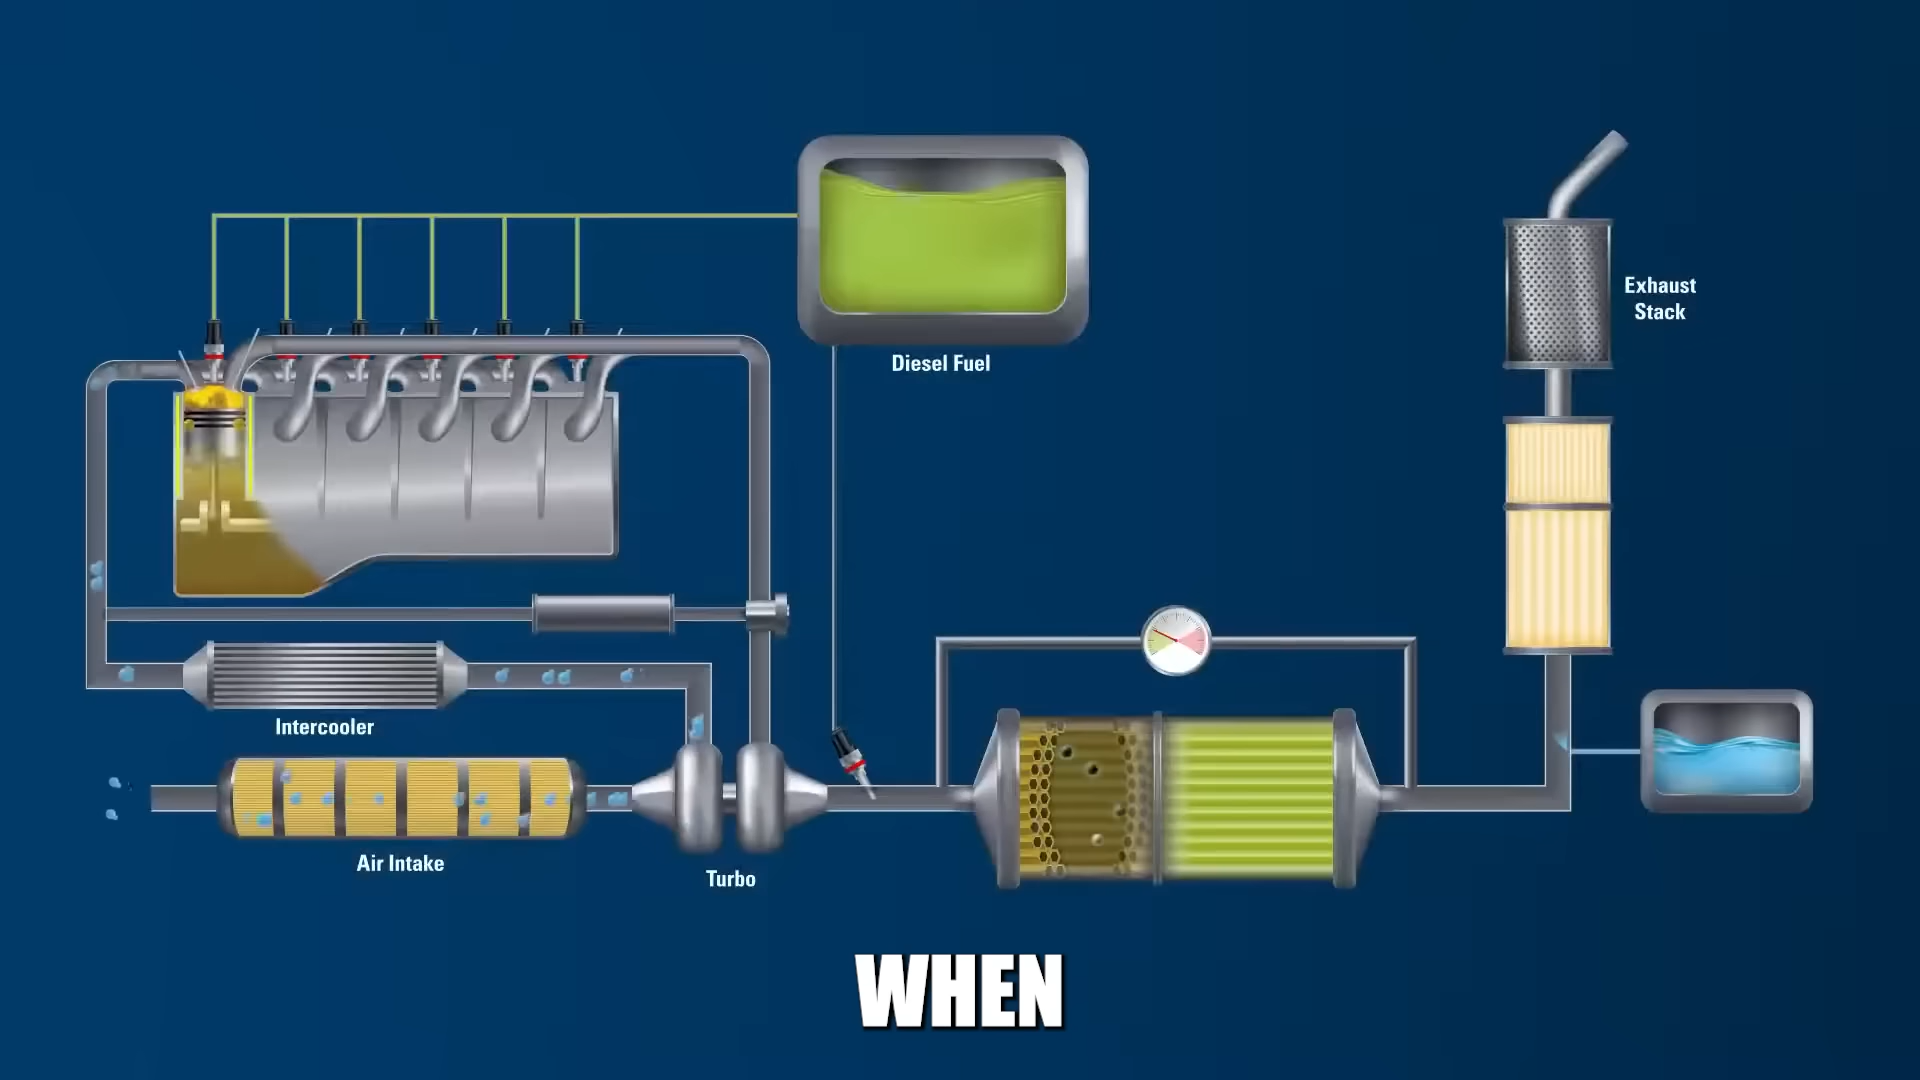 Diesel Fuel
Exhaust
Stack
Intercooler
Air Intake
Turbo
WHEN